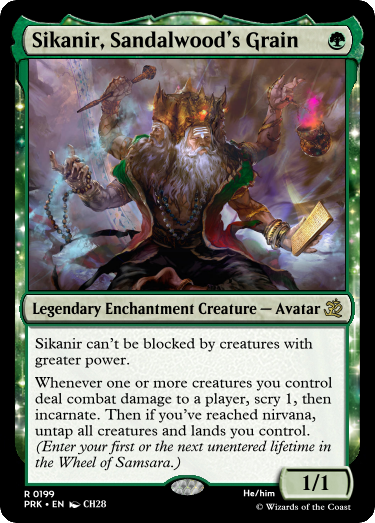 Sikanir, Sandalwood's Grain
Legendary Enchantment Creature — Avatar
Sikanir can't be blocked by creatures with
greater power.
Whenever one or more creatures you control
deal combat damage to a player, scry 1, then
incarnate. Then if you've reached nirvana,
untap all creatures and lands you control.
(Enter your first or the next unentered lifetime in
the Wheel of Samsara.)
1/1
R 0199
PRK • EN CH28
He/him
© Wizards of the Coast